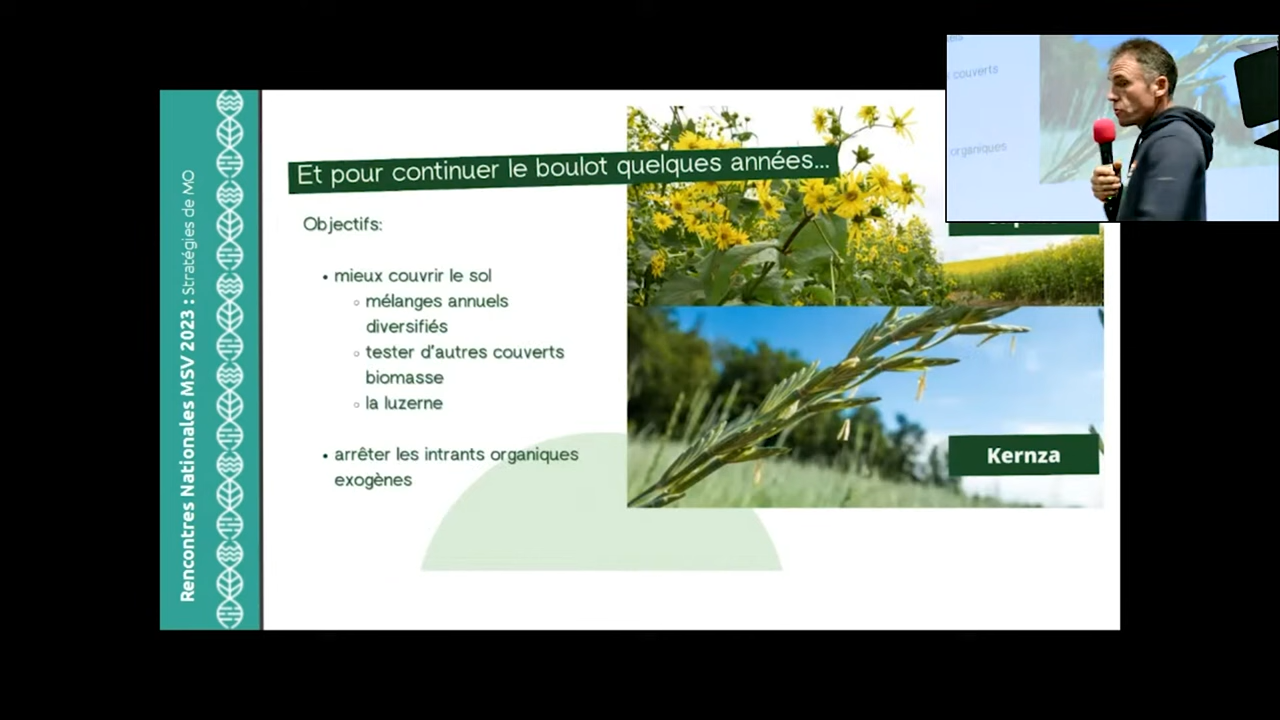 Rencontres Nationales MSV 2023 : Stratégies de MO
Et pour continuer le boulot quelques années...
Objectifs:
• mieux couvrir le sol
◦ mélanges annuels
diversifiés
◦ tester d'autres couverts
biomasse
◦ la luzerne
• arrêter les intrants organiques
exogènes
Kernza
couverts
organiques